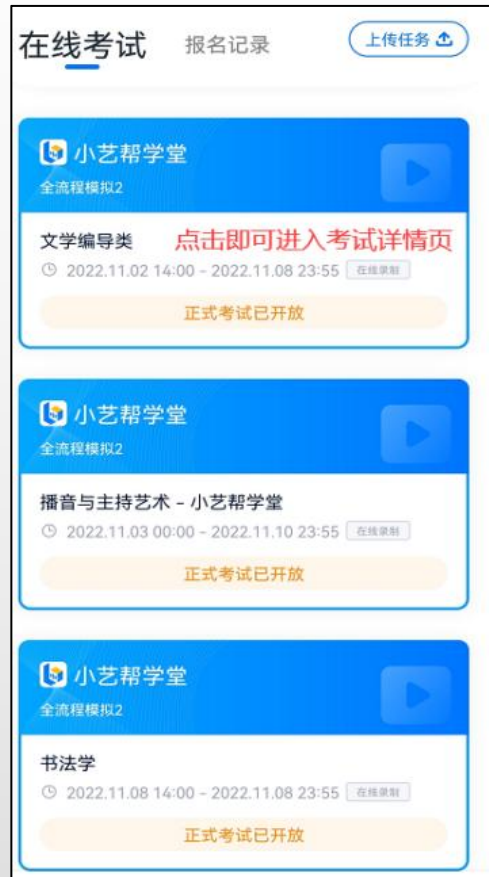 在线考试 报名记录 上传任务
小艺帮学堂
全流程模拟2
文学编导类 点击即可进入考试详情页
2022.11.02 14:00 - 2022.11.08 23:55 在线录制
正式考试已开放
小艺帮学堂
全流程模拟2
播音与主持艺术 - 小艺帮学堂
2022.11.03 00:00 - 2022.11.10 23:55 在线录制
正式考试已开放
小艺帮学堂
全流程模拟2
书法学
2022.11.08 14:00 - 2022.11.08 23:55 在线录制
正式考试已开放